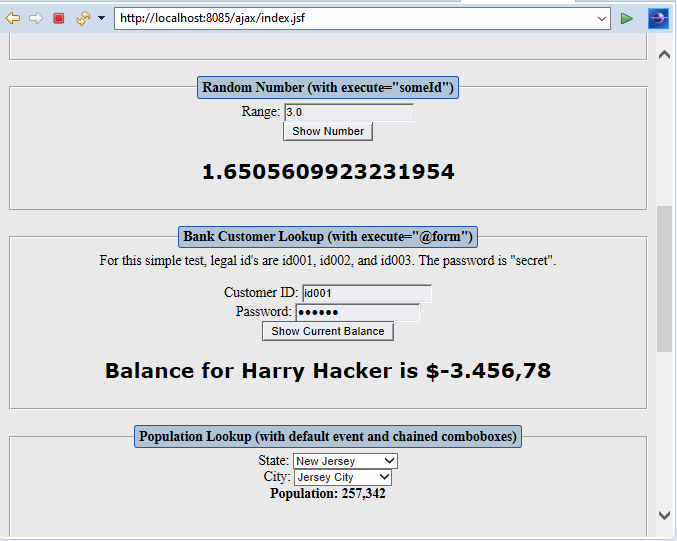 http://localhost:8085/ajax/index.jsf
Random Number (with execute="someId")
Range: 3.0
Show Number
1.6505609923231954
Bank Customer Lookup (with execute="@form")
For this simple test, legal id's are id001, id002, and id003. The password is "secret".
Customer ID: id001
Password: ●●●●●●
Show Current Balance
Balance for Harry Hacker is $-3.456,78
Population Lookup (with default event and chained comboboxes)
State: New Jersey
City: Jersey City
Population: 257,342